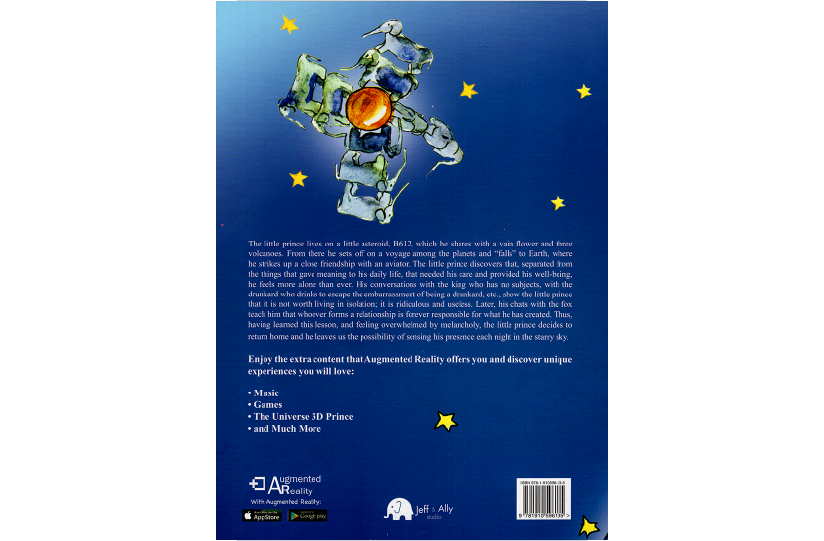 The little prince lives on a little asteroid, B612, which he shares with a vain flower and three
volcanoes. From there he sets off on a voyage among the planets and “falls” to Earth, where
he strikes up a close friendship with an aviator. The little prince discovers that, separated from
the things that gave meaning to his daily life, that needed his care and provided his well-being,
he feels more alone than ever. His conversations with the king who has no subjects, with the
drunkard who drinks to escape the embarrassment of being a drunkard, etc., show the little prince
that it is not worth living in isolation; it is ridiculous and useless. Later, his chats with the fox
teach him that whoever forms a relationship is forever responsible for what he has created. Thus,
having learned this lesson, and feeling overwhelmed by melancholy, the little prince decides to
return home and he leaves us the possibility of sensing his presence each night in the starry sky.
Enjoy the extra content that Augmented Reality offers you and discover unique
experiences you will love:
• Music
• Games
• The Universe 3D Prince
• and Much More
Augmented
Reality
With Augmented Reality:
AppStore
Google play
Jeff & Ally
studio
9 781910 596135 >